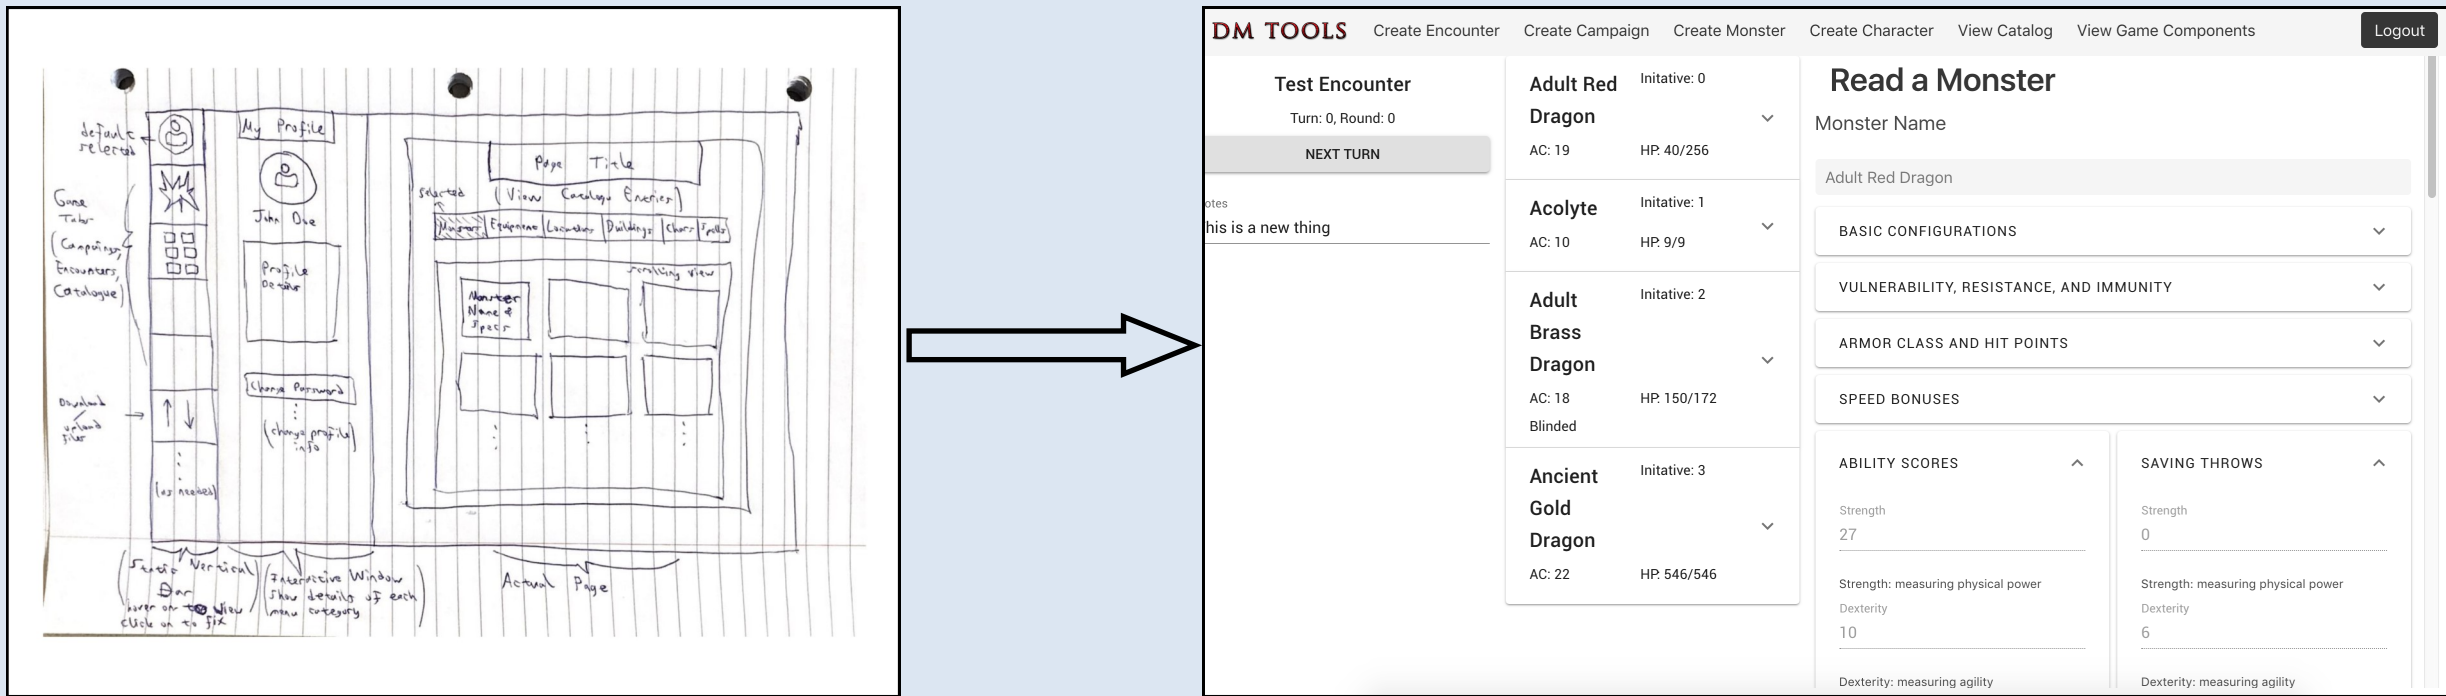 default
selected
My Profile
John Doe
Profile
Details
Change Password
(change profile
info)
Game
Tabs
(Campaings,
Encounters,
Catalogue)
Download
/
upload
files
(as needed)
Page Title
(View Catalogue Entries)
selected
Monsters Equipment Locations Buildings Chars Spells
scrolling view
Monster
Name &
Specs
(Static Vertical
Bar
hover on to view
click on to fix)
(Interactive Window
show details of each
menu category)
Actual Page
DM TOOLS Create Encounter Create Campaign Create Monster Create Character View Catalog View Game Components Logout
Test Encounter
Turn: 0, Round: 0
NEXT TURN
otes
his is a new thing
Adult Red
Dragon
Initative: 0
AC: 19 HP: 40/256
Acolyte
Initative: 1
AC: 10 HP: 9/9
Adult
Brass
Dragon
Initative: 2
AC: 18 HP: 150/172
Blinded
Ancient
Gold
Dragon
Initative: 3
AC: 22 HP: 546/546
Read a Monster
Monster Name
Adult Red Dragon
BASIC CONFIGURATIONS
VULNERABILITY, RESISTANCE, AND IMMUNITY
ARMOR CLASS AND HIT POINTS
SPEED BONUSES
ABILITY SCORES
Strength
27
Strength: measuring physical power
Dexterity
10
Dexterity: measuring agility
SAVING THROWS
Strength
0
Strength: measuring physical power
Dexterity
6
Dexterity: measuring agility